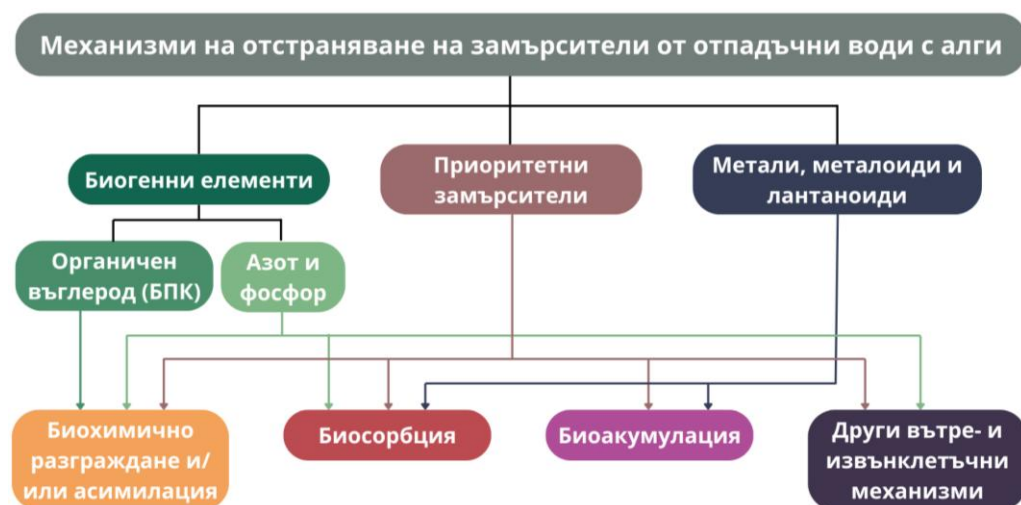 Механизми на отстраняване на замърсители от отпадъчни води с алги
Биогенни елементи
Приоритетни
замърсители
Метали, металоиди и
лантаноиди
Органичен
въглерод (БПК)
Азот и
фосфор
Биохимично
разграждане и/
или асимилация
Биосорбция
Биоакумулация
Други вътре- и
извънклетъчни
механизми